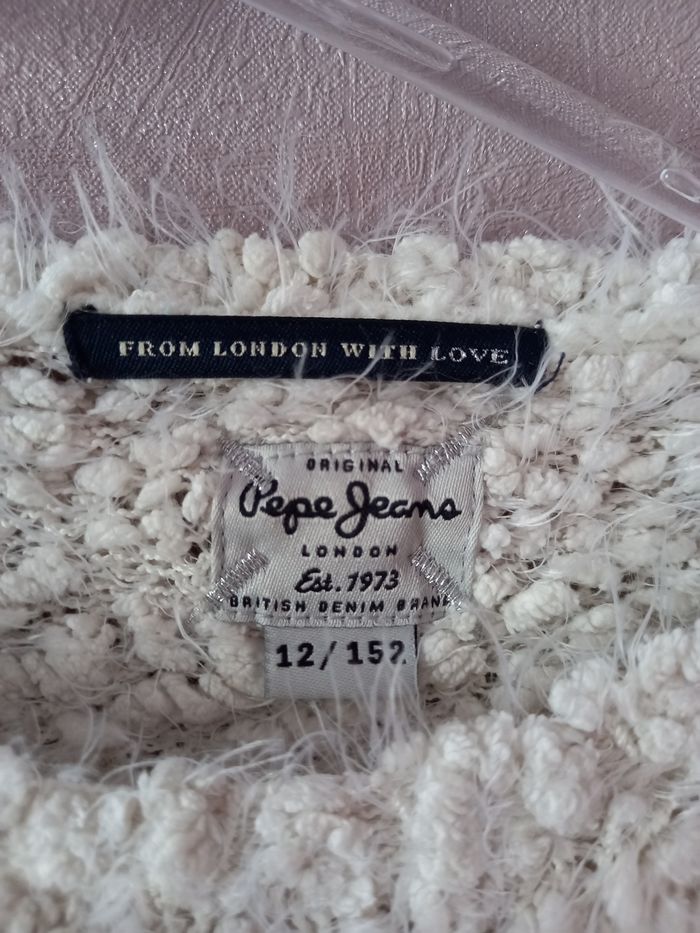 FROM LONDON WITH LOVE
ORIGINAL
Pepe Jeans
LONDON
Est. 1973
BRITISH DENIM BRAND
12/152